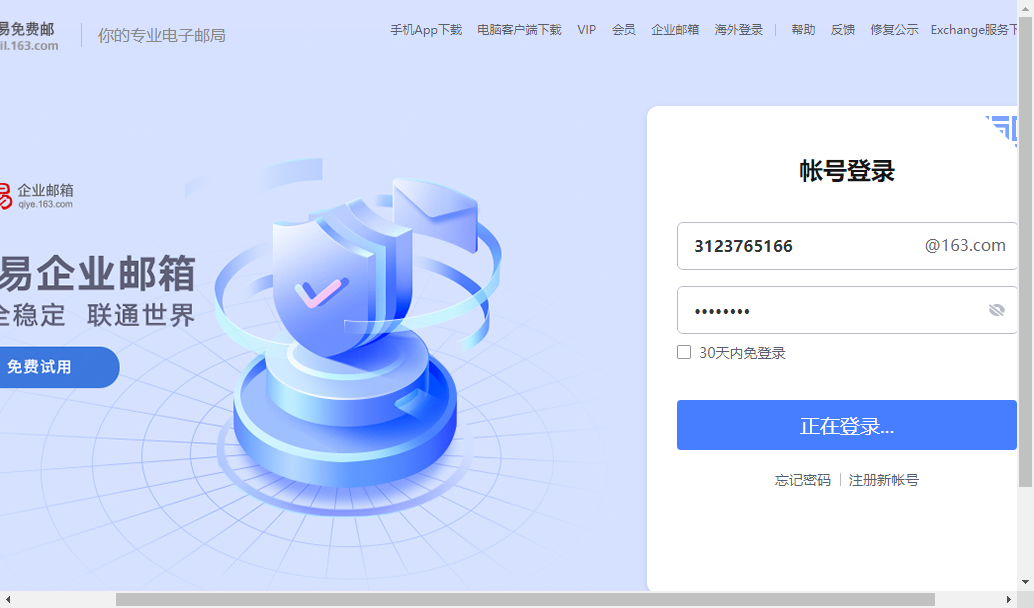 易免费邮
il.163.com
你的专业电子邮局
手机App下载 电脑客户端下载 VIP 会员 企业邮箱 海外登录 帮助 反馈 修复公示 Exchange服务下
易 企业邮箱
qiye.163.com
易企业邮箱
全稳定 联通世界
免费试用
帐号登录
3123765166 @163.com
••••••••
30天内免登录
正在登录...
忘记密码 注册新帐号